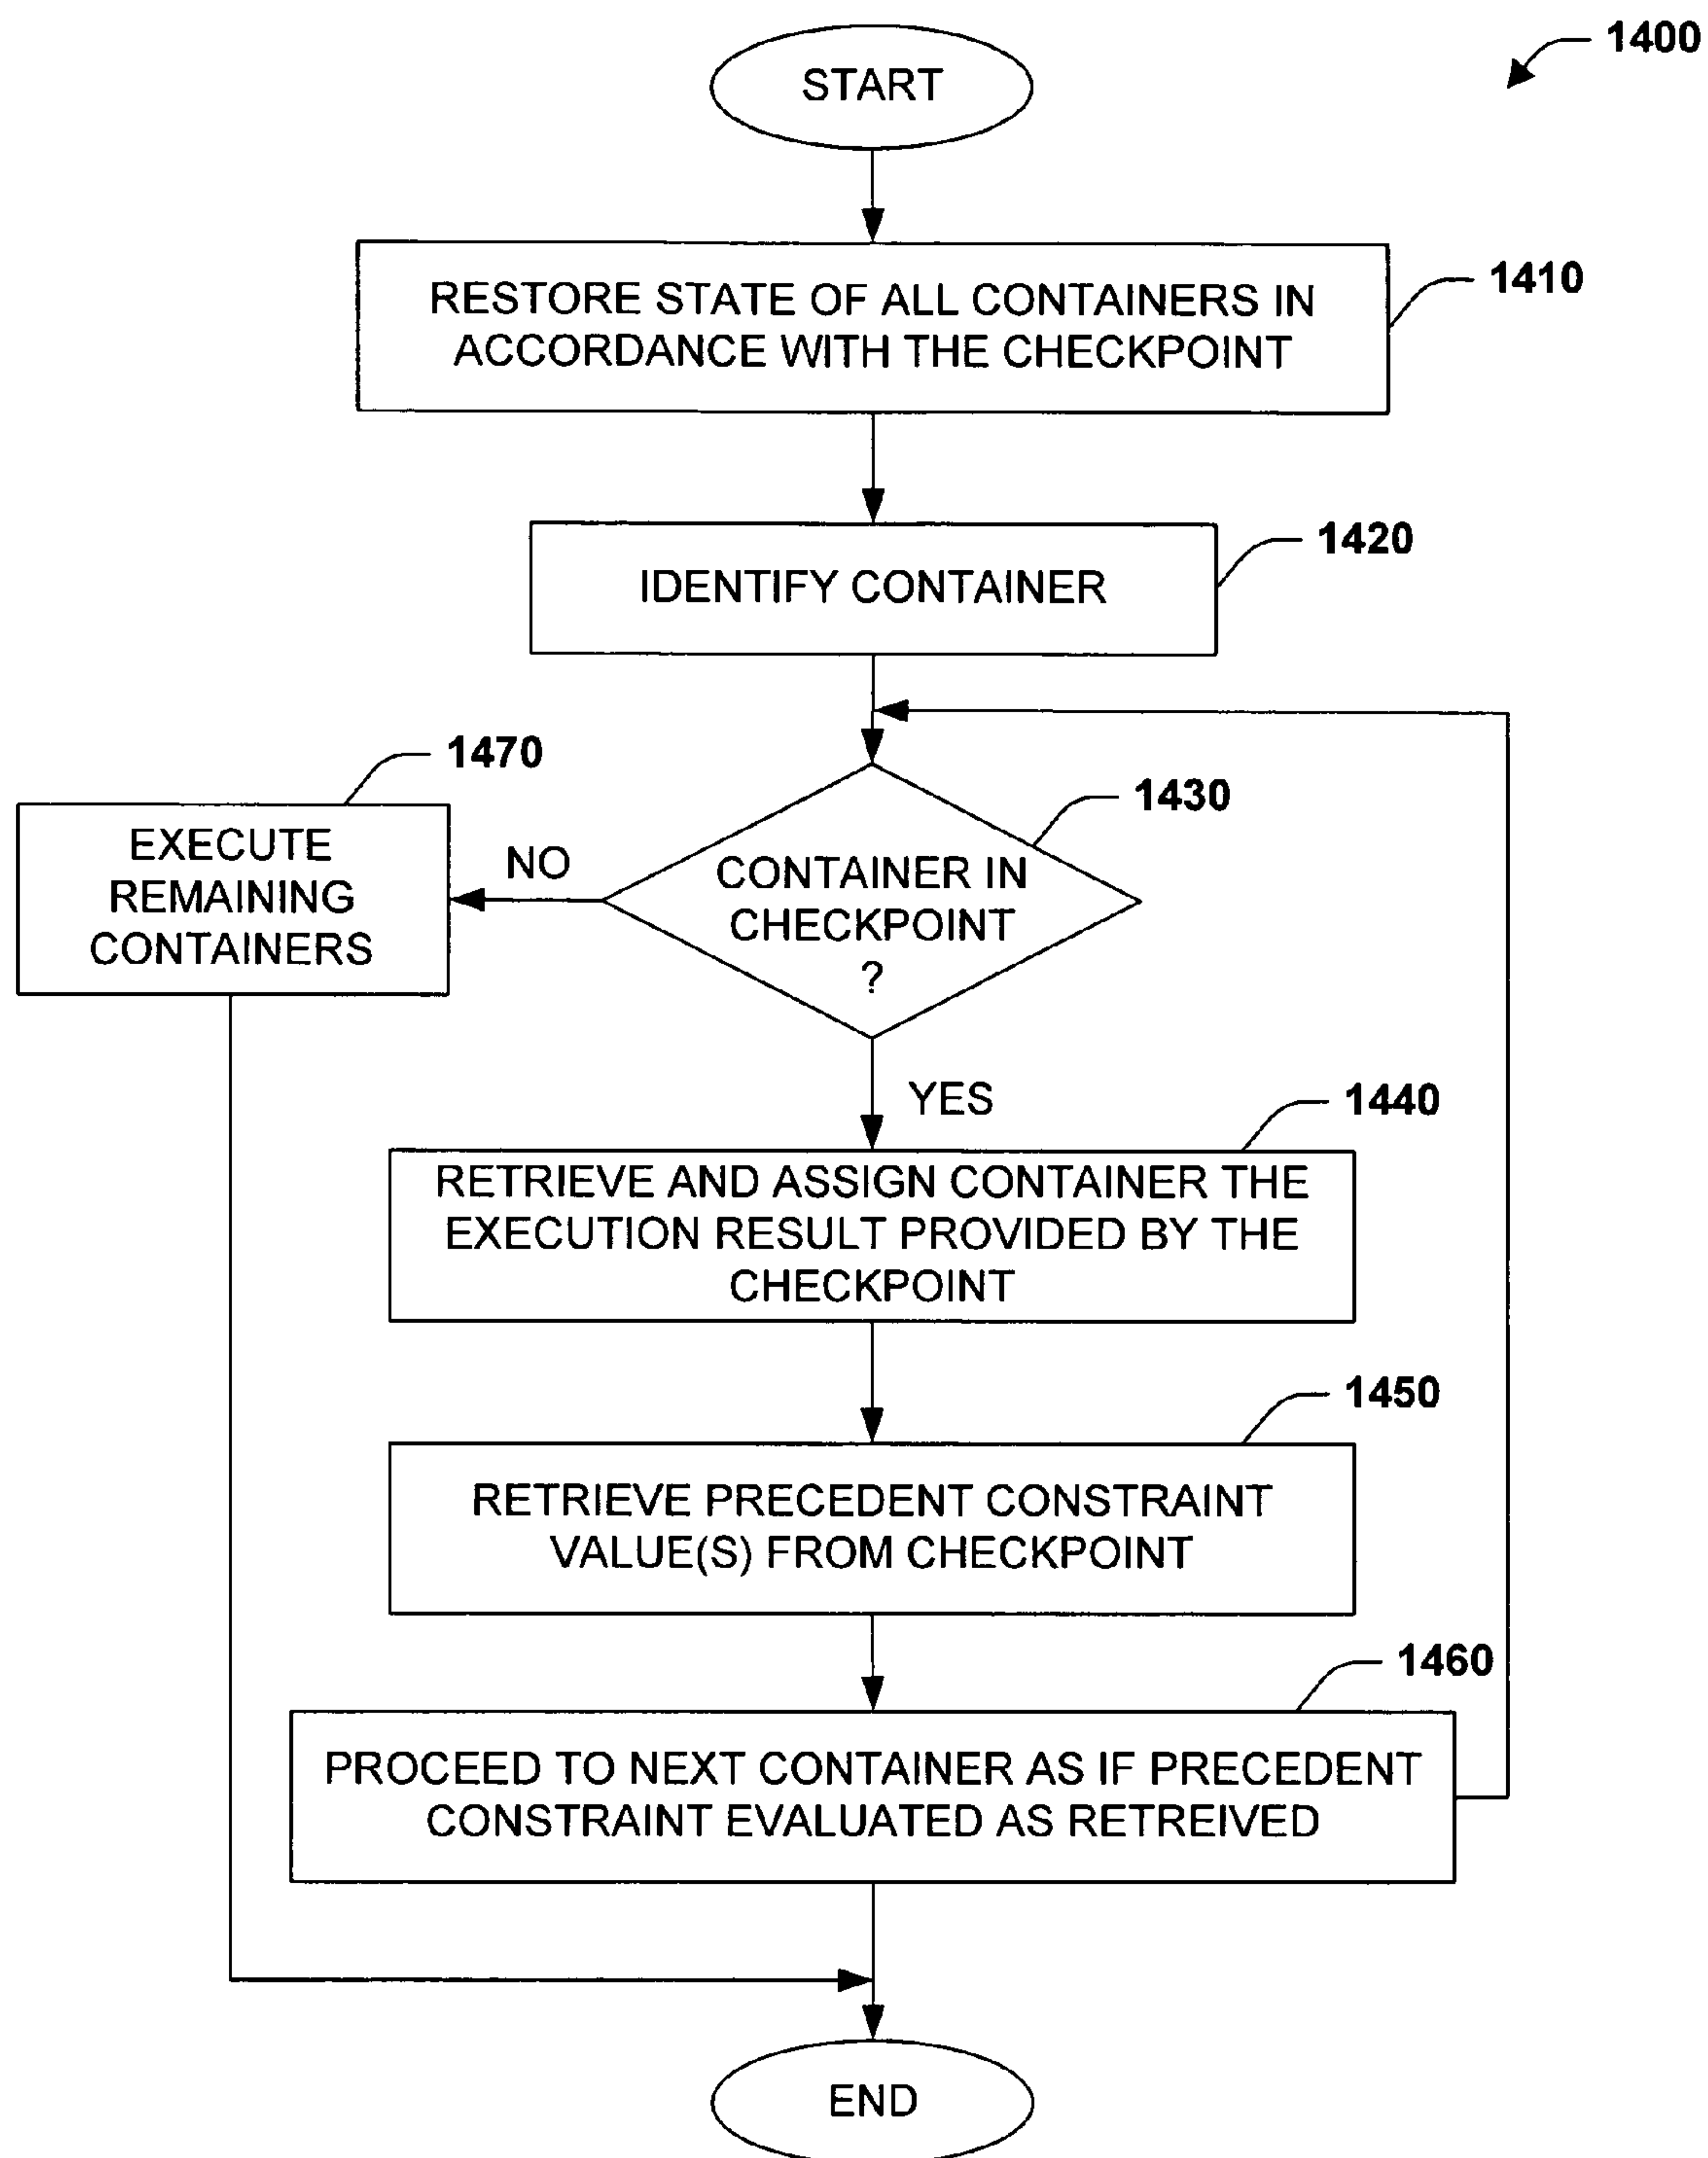 1400
START
RESTORE STATE OF ALL CONTAINERS IN
ACCORDANCE WITH THE CHECKPOINT
1410
IDENTIFY CONTAINER
1420
1470
EXECUTE
REMAINING
CONTAINERS
NO
1430
CONTAINER IN
CHECKPOINT
?
YES
1440
RETRIEVE AND ASSIGN CONTAINER THE
EXECUTION RESULT PROVIDED BY THE
CHECKPOINT
1450
RETRIEVE PRECEDENT CONSTRAINT
VALUE(S) FROM CHECKPOINT
1460
PROCEED TO NEXT CONTAINER AS IF PRECEDENT
CONSTRAINT EVALUATED AS RETREIVED
END